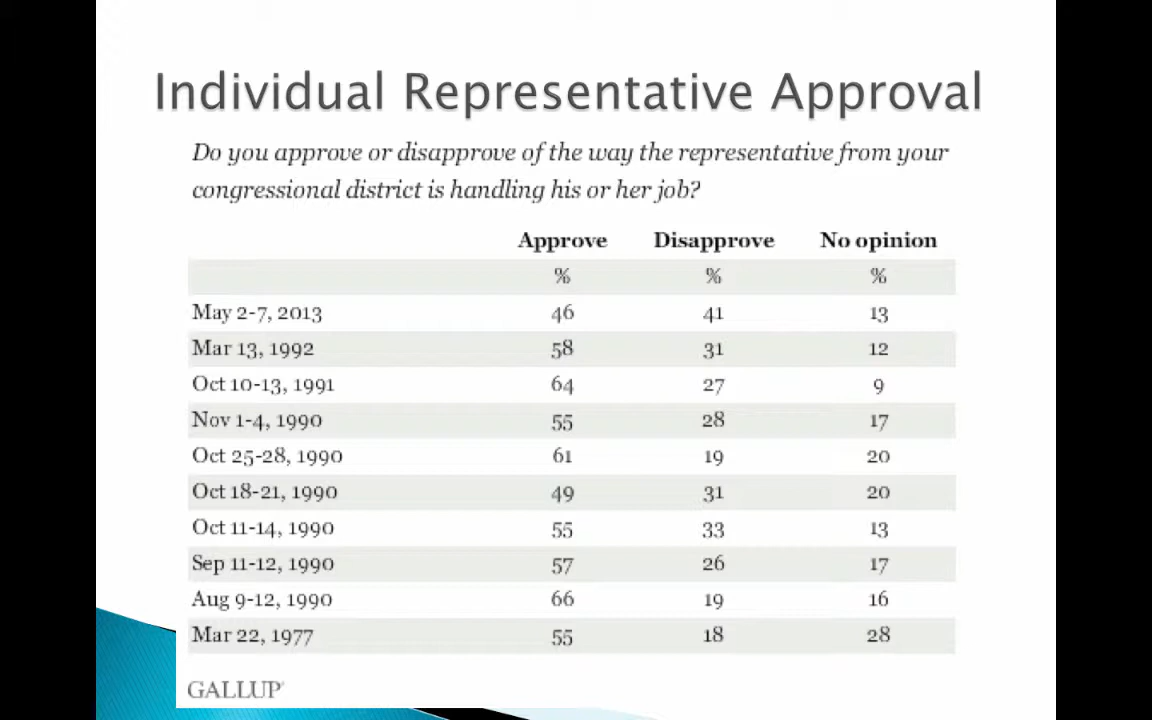 Individual Representative Approval
Do you approve or disapprove of the way the representative from your
congressional district is handling his or her job?
Approve Disapprove No opinion
% % %
May 2-7, 2013 46 41 13
Mar 13, 1992 58 31 12
Oct 10-13, 1991 64 27 9
Nov 1-4, 1990 55 28 17
Oct 25-28, 1990 61 19 20
Oct 18-21, 1990 49 31 20
Oct 11-14, 1990 55 33 13
Sep 11-12, 1990 57 26 17
Aug 9-12, 1990 66 19 16
Mar 22, 1977 55 18 28
GALLUP